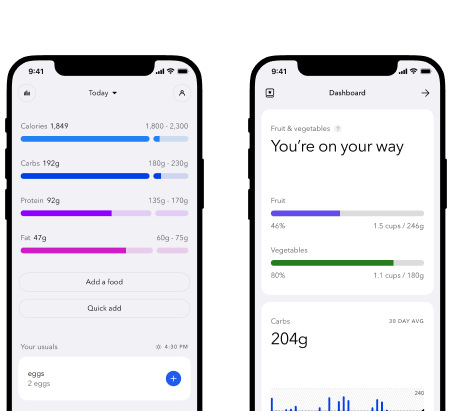 9:41
Today
Calories 1,849 1,800 - 2,300
Carbs 192g 180g - 230g
Protein 92g 135g - 170g
Fat 47g 60g - 75g
Add a food
Quick add
Your usuals 4:30 PM
eggs
2 eggs
9:41
Dashboard
Fruit & vegetables ?
You're on your way
Fruit
46% 1.5 cups / 246g
Vegetables
80% 1.1 cups / 180g
Carbs 30 DAY AVG
204g
240